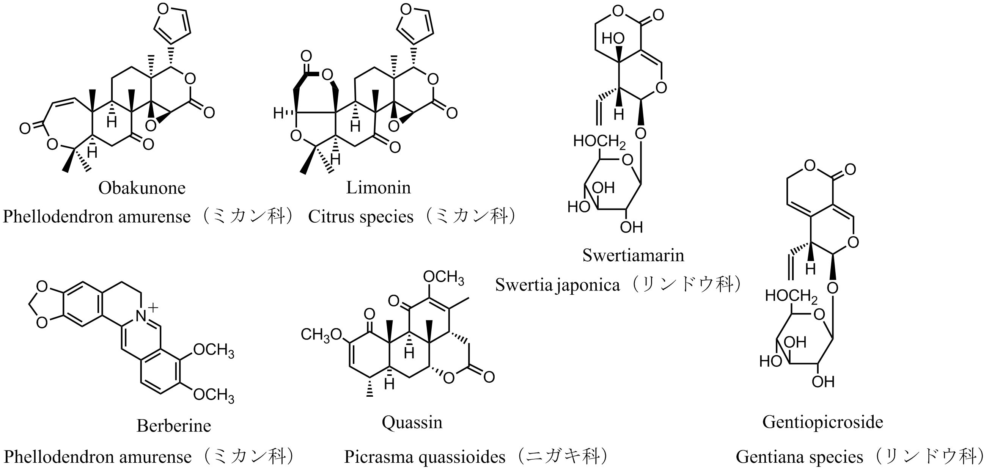 O
O
O
O
O
O
H
H
O
O
Obakunone
Phellodendron amurense（ミカン科）
O
O
O
O
O
O
H
H
H
O
O
Limonin
Citrus species（ミカン科）
O
O
HO
O
H
O
HOCH2
O
OH
HO
OH
Swertiamarin
Swertia japonica（リンドウ科）
O
O
N
+
OCH3
OCH3
Berberine
Phellodendron amurense（ミカン科）
OCH3
O
O
CH3O
H
H
O
O
Quassin
Picrasma quassioides（ニガキ科）
O
O
O
H
O
HOCH2
O
OH
HO
OH
Gentiopicroside
Gentiana species（リンドウ科）